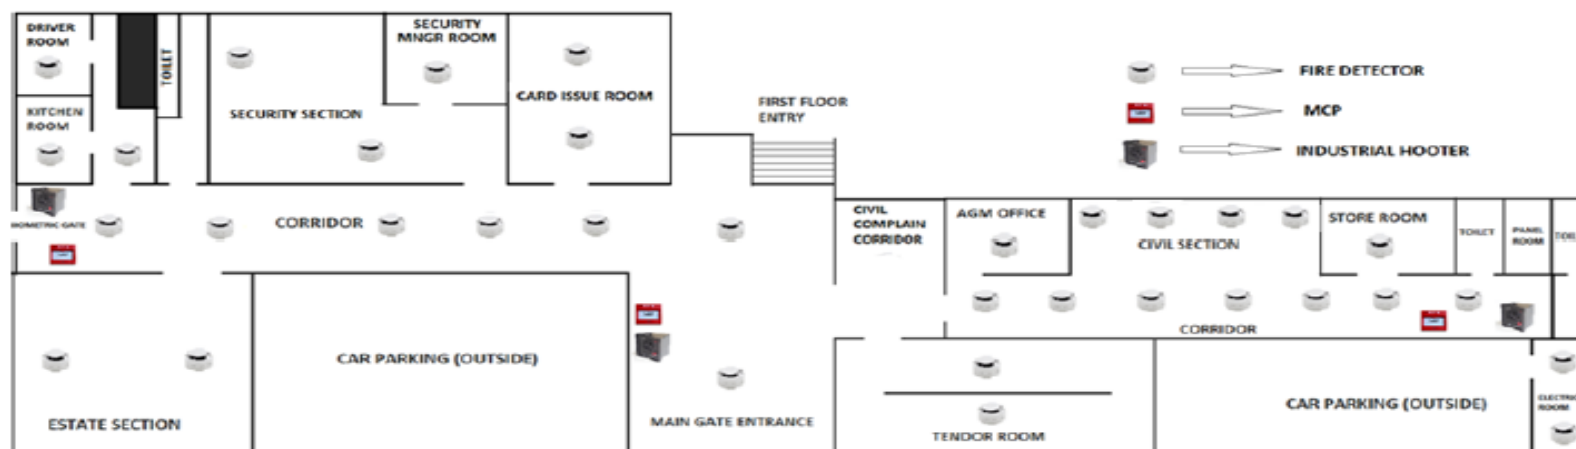 DRIVER
ROOM
TOILET
SECURITY
MNGR ROOM
KITCHEN
ROOM
SECURITY SECTION
CARD ISSUE ROOM
FIRST FLOOR
ENTRY
FIRE DETECTOR
MCP
INDUSTRIAL HOOTER
CORRIDOR
CIVIL
COMPLAIN
CORRIDOR
AGM OFFICE
CIVIL SECTION
STORE ROOM
TOILET
PANEL
ROOM
CORRIDOR
CAR PARKING (OUTSIDE)
ESTATE SECTION
MAIN GATE ENTRANCE
TENDOR ROOM
CAR PARKING (OUTSIDE)
ROOM